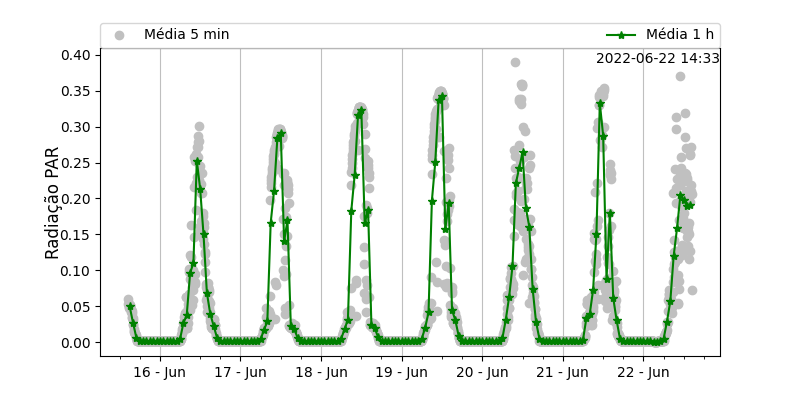 Média 5 min
Média 1 h
2022-06-22 14:33
Radiação PAR
0.40
0.35
0.30
0.25
0.20
0.15
0.10
0.05
0.00
16 - Jun
17 - Jun
18 - Jun
19 - Jun
20 - Jun
21 - Jun
22 - Jun